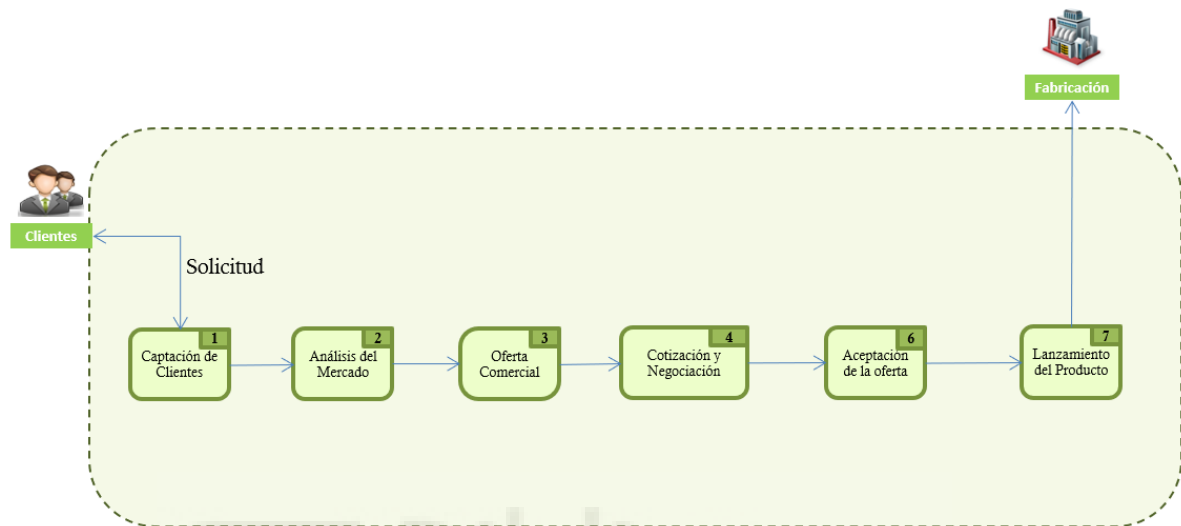 Fabricación
Clientes
Solicitud
1
Captación de
Clientes
2
Análisis del
Mercado
3
Oferta
Comercial
4
Cotización y
Negociación
6
Aceptación
de la oferta
7
Lanzamiento
del Producto